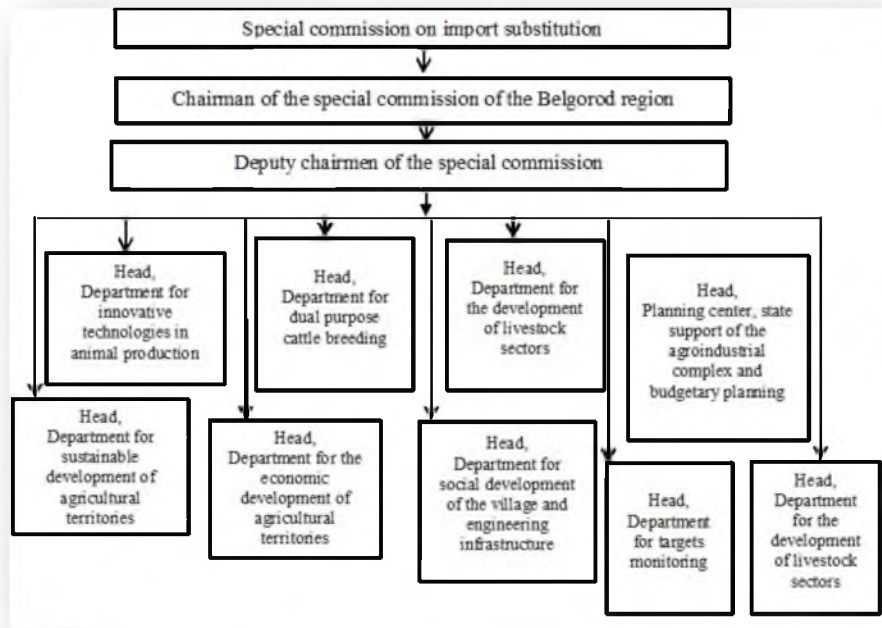 Special commission on import substitution
Chairman of the special commission of the Belgorod region
Deputy chairmen of the special commission
Head,
Department for
innovative
technologies in
animal production
Head,
Department for
dual purpose
cattle breeding
Head,
Department for
the development
of livestock
sectors
Head,
Planning center, state
support of the
agroindustrial
complex and
budgetary planning
Head,
Department for
sustainable
development of
agricultural
territories
Head,
Department for the
economic
development of
agricultural
territories
Head,
Department for
social development
of the village and
engineering
infrastructure
Head,
Department
for targets
monitoring
Head,
Department
for the
development
of livestock
sectors